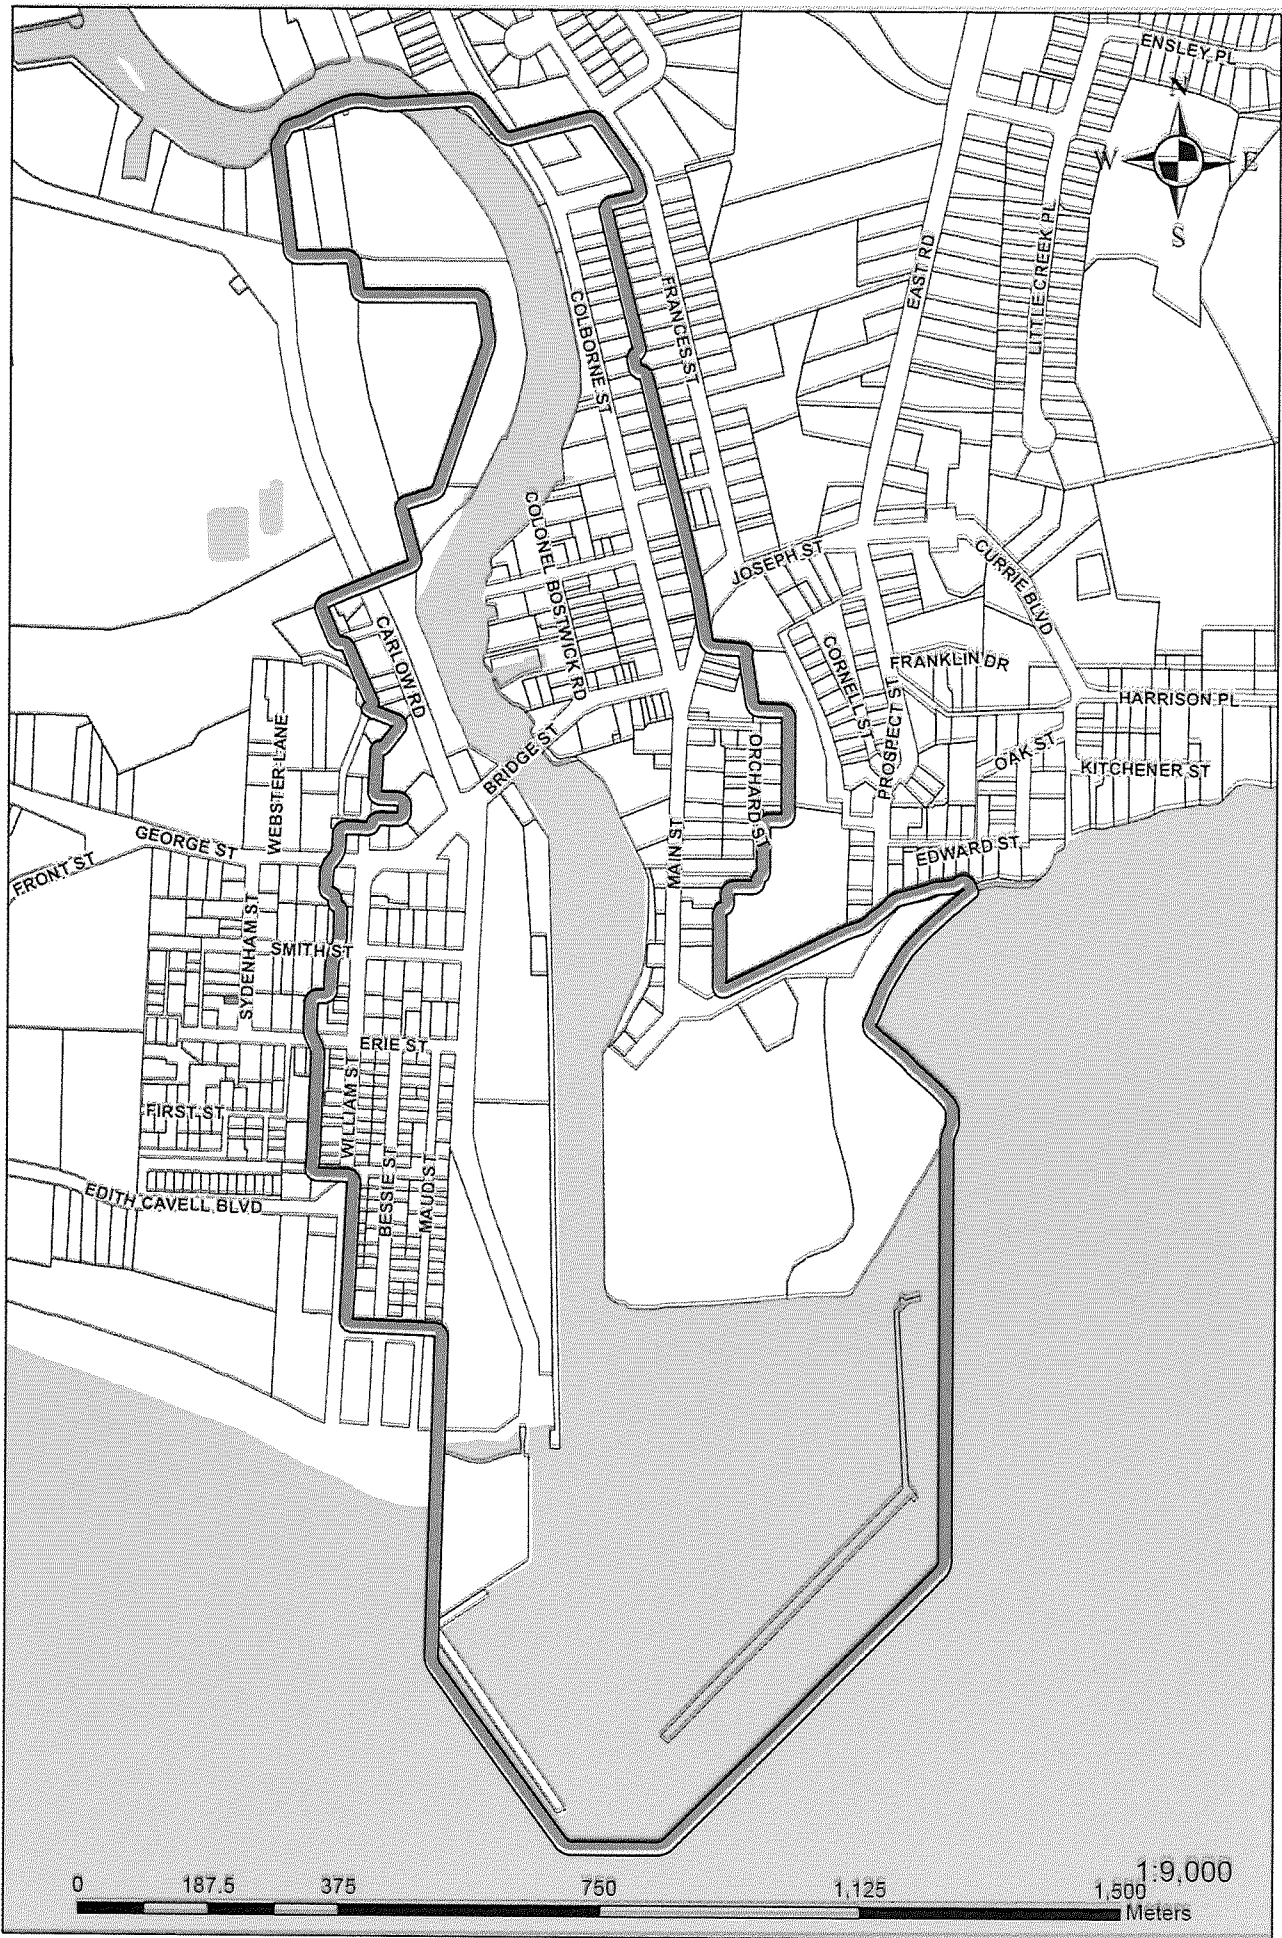 ENSLEY PL
N
W
E
S
LITTLE CREEK PL
EAST RD
FRANCES ST
COLBORNE ST
COLONEL BOSTWICK RD
JOSEPH ST
CURRIE BLVD
CARLOW RD
CORNELL ST
FRANKLIN DR
HARRISON PL
PROSPECT ST
WEBSTER LANE
BRIDGE ST
ORCHARD ST
OAK ST
KITCHENER ST
GEORGE ST
MAIN ST
EDWARD ST
FRONT ST
SYDENHAM ST
SMITH ST
ERIE ST
WILLIAM ST
FIRST ST
BESSIE ST
MAUD ST
EDITH CAVELL BLVD
1:9,000
0 187.5 375 750 1,125 1,500
Meters